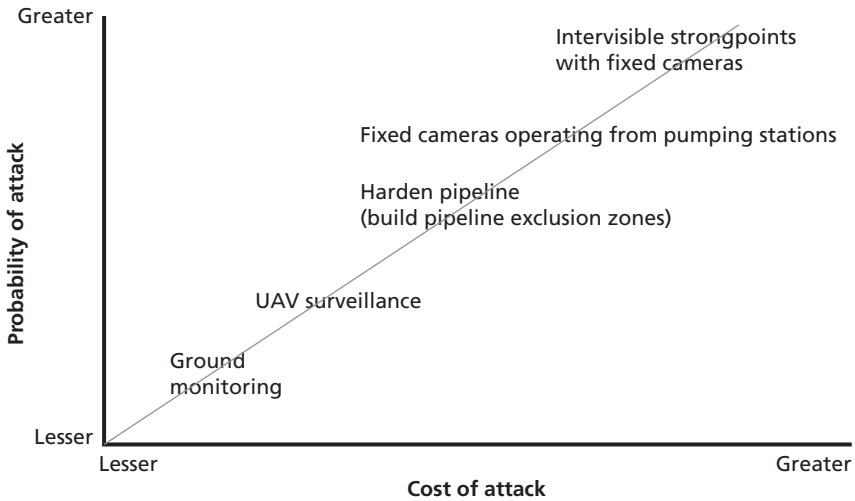 Greater
Intervisible strongpoints
with fixed cameras
Fixed cameras operating from pumping stations
Harden pipeline
(build pipeline exclusion zones)
UAV surveillance
Ground
monitoring
Probability of attack
Lesser
Lesser
Greater
Cost of attack